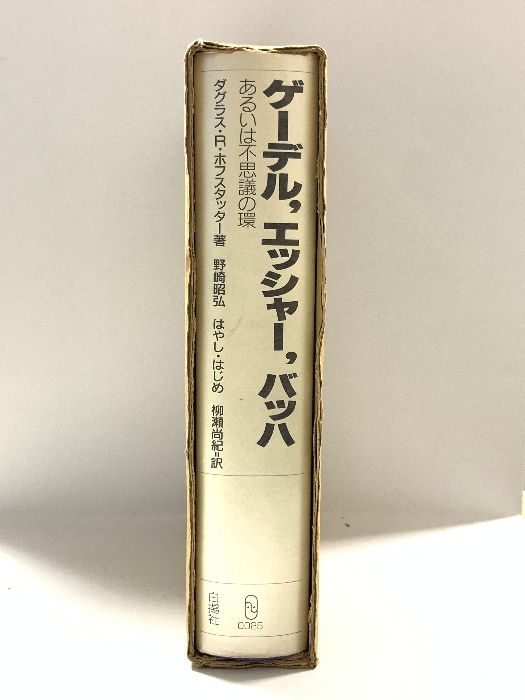 ゲーデル,エッシャー,バッハ
あるいは不思議の環
ダグラス・R・ホフスタッター著 野崎昭弘 はやし・はじめ 柳瀬尚紀=訳
白揚社
0025